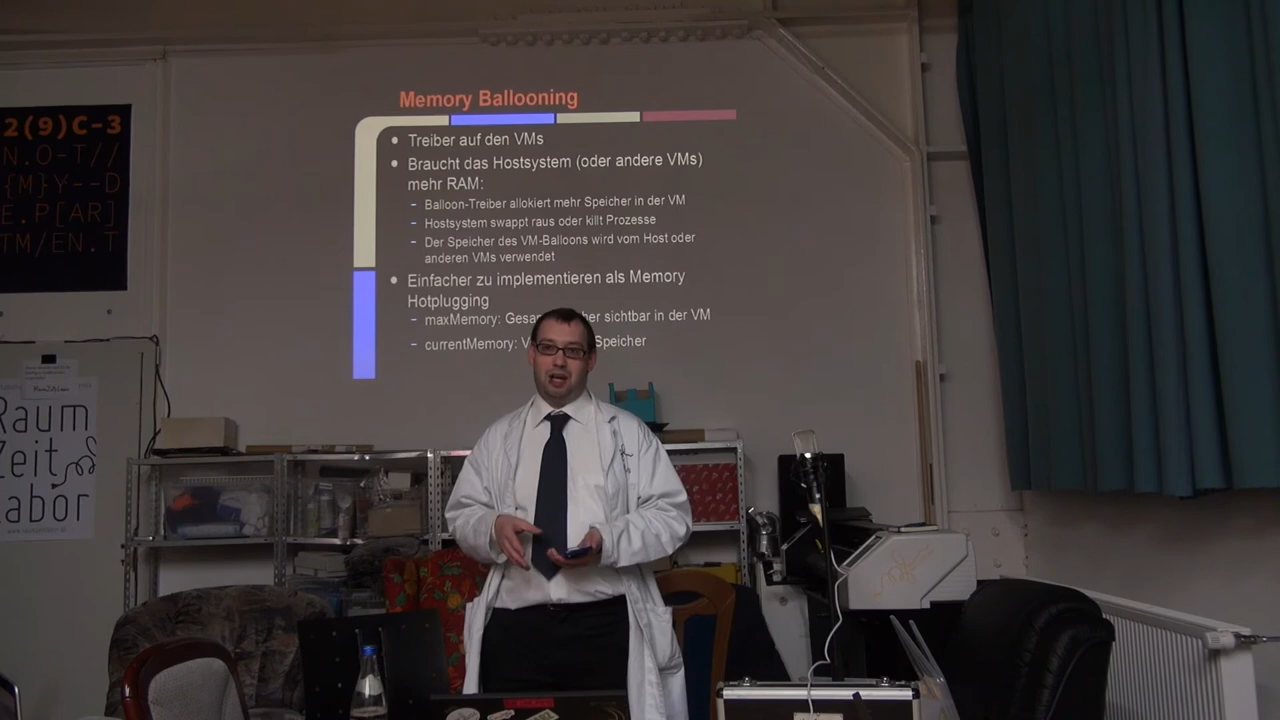 Memory Ballooning
Treiber auf den VMs
Braucht das Hostsystem (oder andere VMs)
mehr RAM:
Balloon-Treiber allokiert mehr Speicher in der VM
Hostsystem swappt raus oder killt Prozesse
Der Speicher des VM-Balloons wird vom Host oder
anderen VMs verwendet
Einfacher zu implementieren als Memory
Hotplugging
maxMemory: sichtbar in der VM
currentMemory: Speicher
2(9)C-3
N.O-T//
{M}Y--D
E.P[AR]
TM/EN.T
Raum
Zeit
Labor